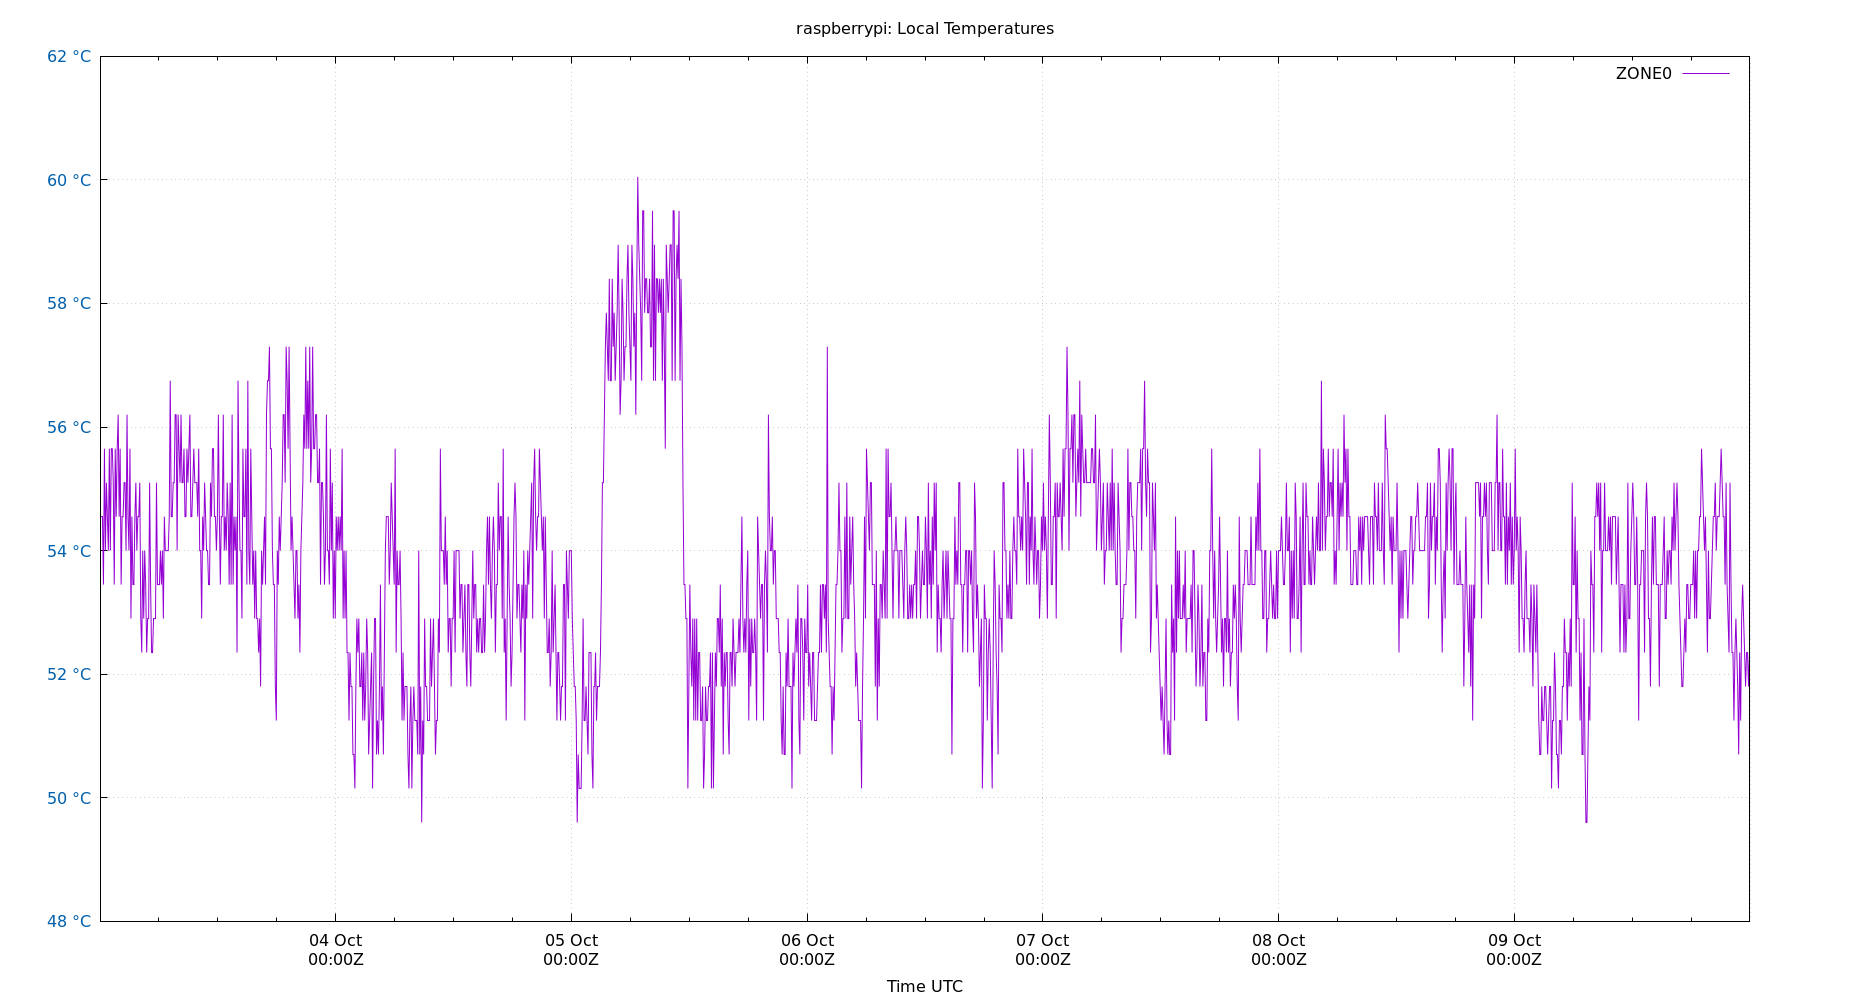 raspberrypi: Local Temperatures
62 °C
ZONE0
60 °C
58 °C
56 °C
54 °C
52 °C
50 °C
48 °C
04 Oct 05 Oct 06 Oct 07 Oct 08 Oct 09 Oct
00:00Z 00:00Z 00:00Z 00:00Z 00:00Z 00:00Z
Time UTC